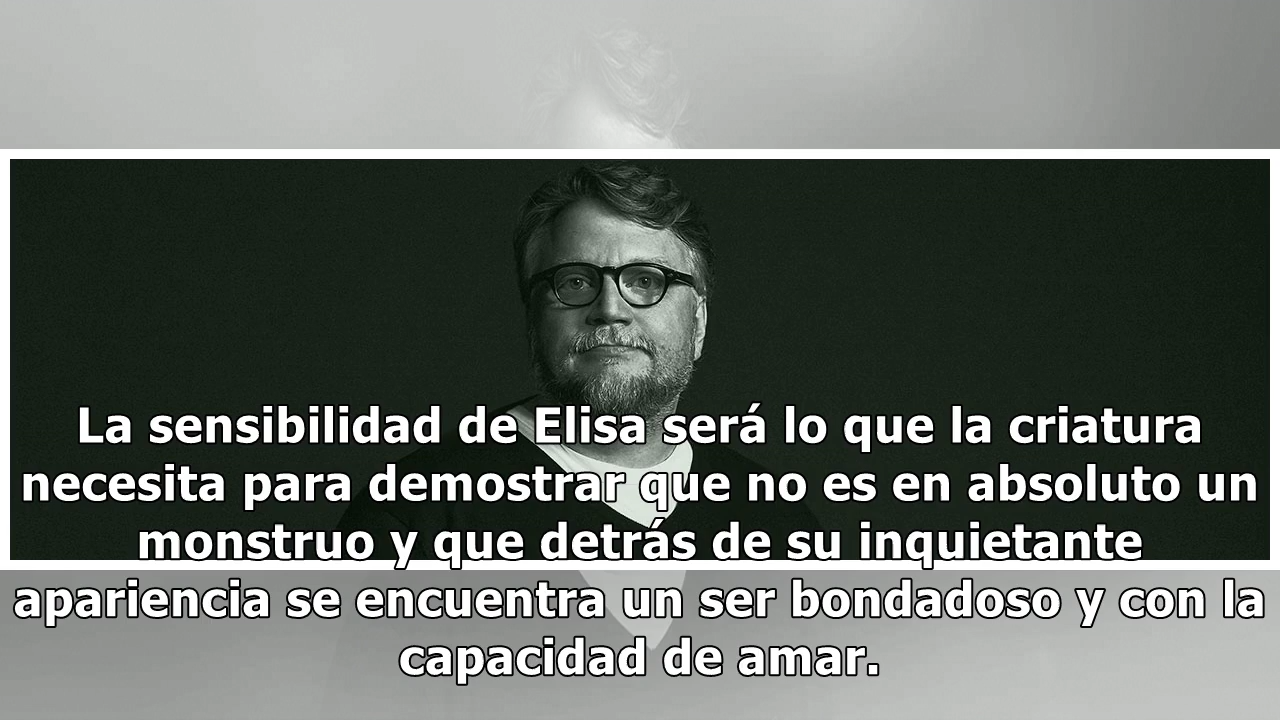 La sensibilidad de Elisa será lo que la criatura
necesita para demostrar que no es en absoluto un
monstruo y que detrás de su inquietante
apariencia se encuentra un ser bondadoso y con la
capacidad de amar.